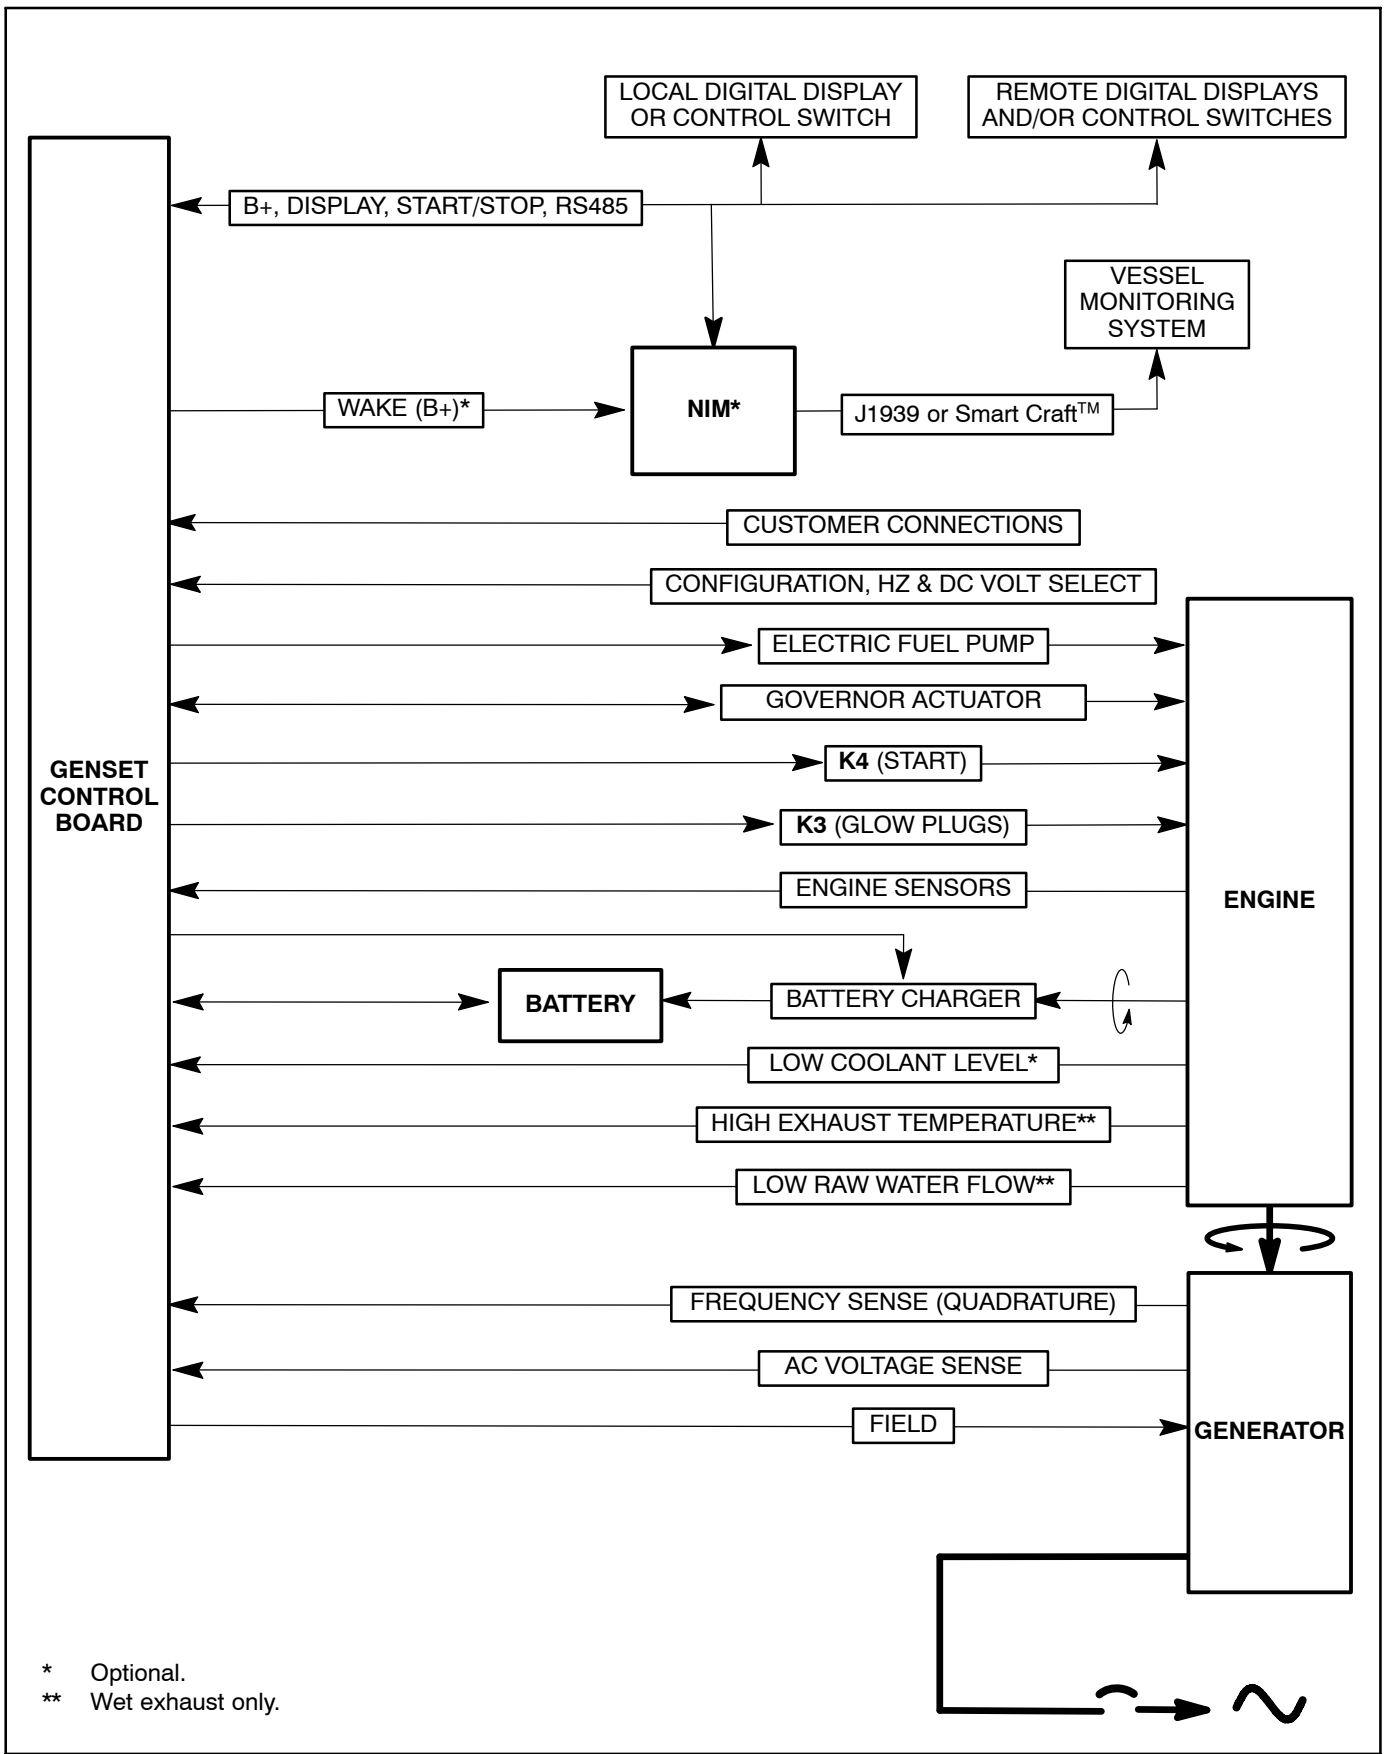 LOCAL DIGITAL DISPLAY
OR CONTROL SWITCH
REMOTE DIGITAL DISPLAYS
AND/OR CONTROL SWITCHES
B+, DISPLAY, START/STOP, RS485
VESSEL
MONITORING
SYSTEM
WAKE (B+)*
NIM*
J1939 or Smart Craft™
CUSTOMER CONNECTIONS
CONFIGURATION, HZ & DC VOLT SELECT
ELECTRIC FUEL PUMP
GOVERNOR ACTUATOR
GENSET
CONTROL
BOARD
K4 (START)
K3 (GLOW PLUGS)
ENGINE SENSORS
ENGINE
BATTERY
BATTERY CHARGER
LOW COOLANT LEVEL*
HIGH EXHAUST TEMPERATURE**
LOW RAW WATER FLOW**
FREQUENCY SENSE (QUADRATURE)
AC VOLTAGE SENSE
FIELD
GENERATOR
* Optional.
** Wet exhaust only.